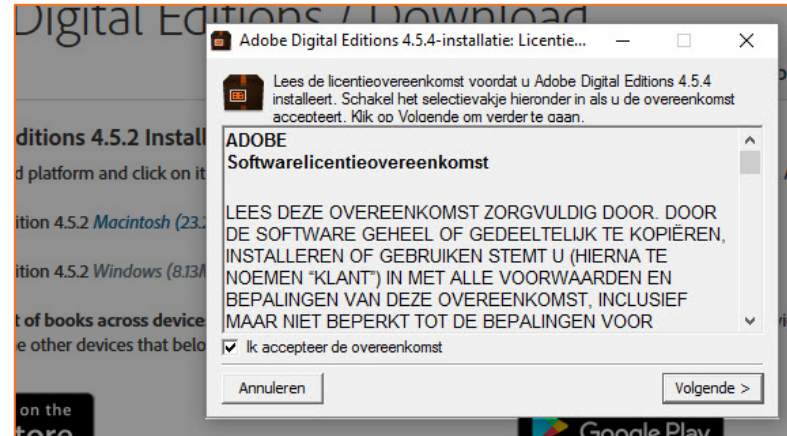 Digital Editions / Download
Adobe Digital Editions 4.5.4-installatie: Licentie...
Lees de licentieovereenkomst voordat u Adobe Digital Editions 4.5.4
installeert. Schakel het selectievakje hieronder in als u de overeenkomst
accepteert. Klik op Volgende om verder te gaan.
ditions 4.5.2 Install
d platform and click on it
ition 4.5.2 Macintosh (23.2
ition 4.5.2 Windows (8.13M
t of books across device
e other devices that belo
on the
ADOBE
Softwarelicentieovereenkomst
LEES DEZE OVEREENKOMST ZORGVULDIG DOOR. DOOR
DE SOFTWARE GEHEEL OF GEDEELTELIJK TE KOPIËREN,
INSTALLEREN OF GEBRUIKEN STEMT U (HIERNA TE
NOEMEN “KLANT”) IN MET ALLE VOORWAARDEN EN
BEPALINGEN VAN DEZE OVEREENKOMST, INCLUSIEF
MAAR NIET BEPERKT TOT DE BEPALINGEN VOOR
Ik accepteer de overeenkomst
Annuleren
Volgende >
Google Play